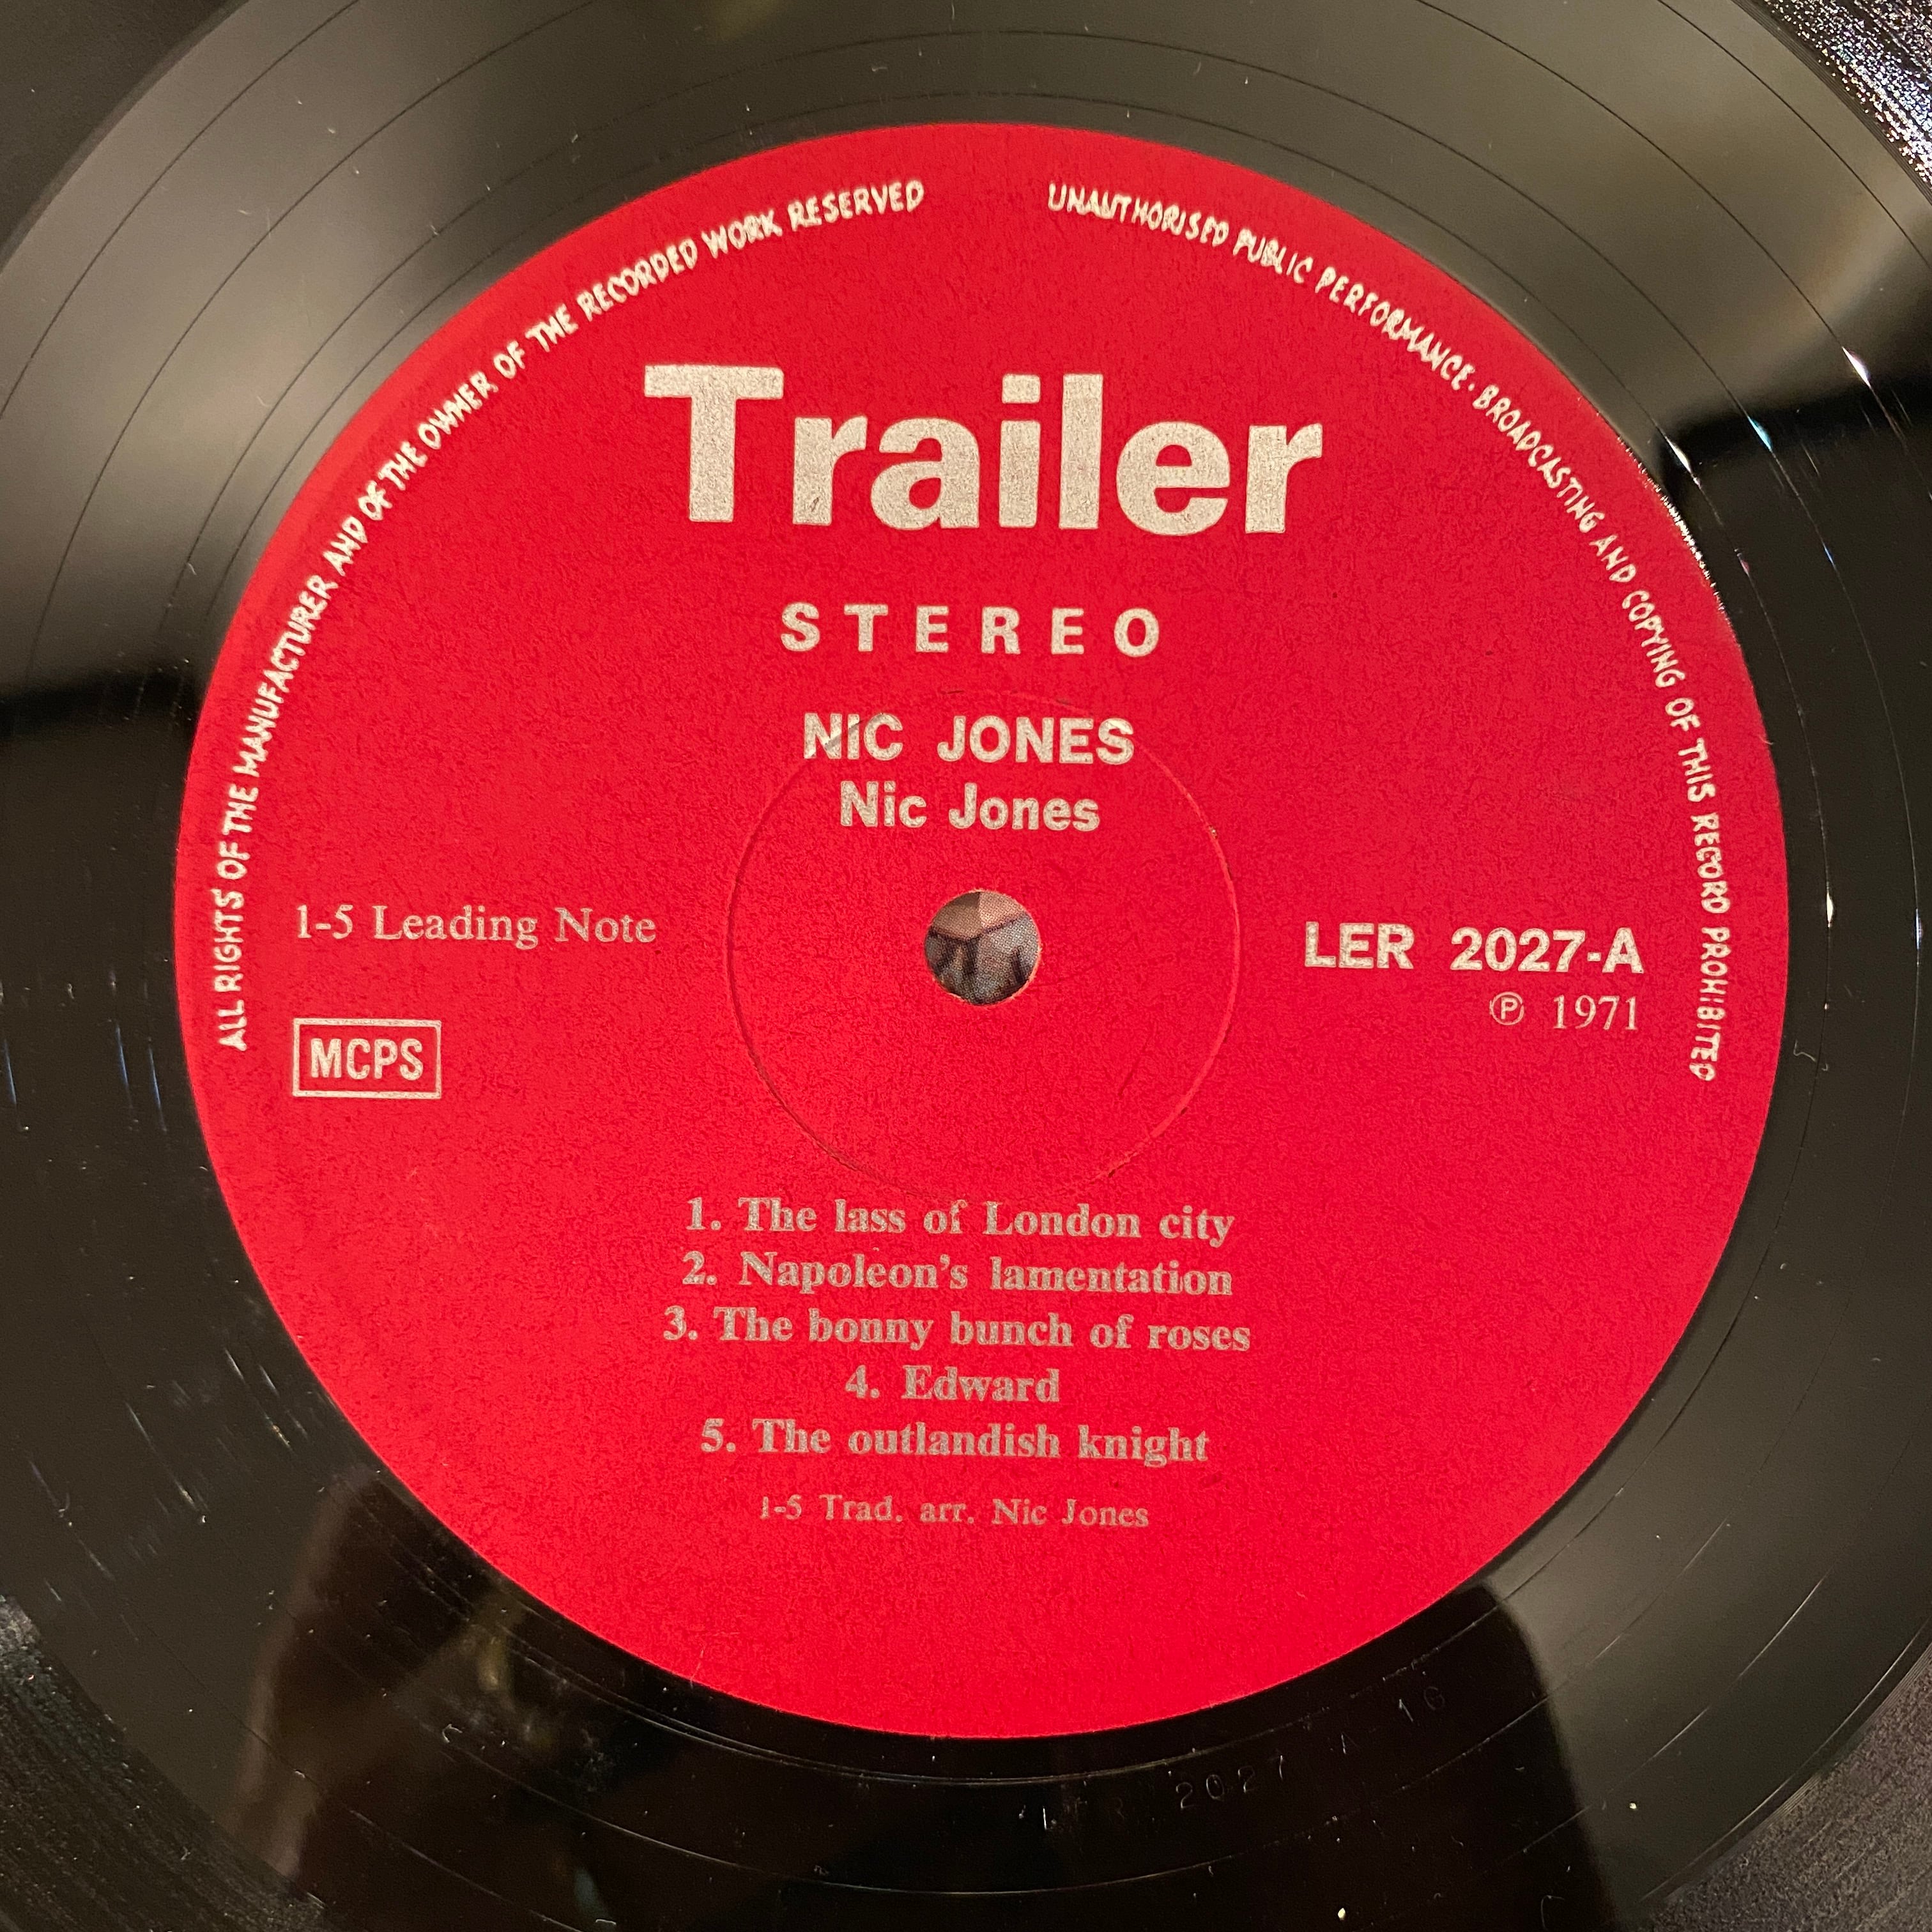 ALL RIGHTS OF THE MANUFACTURER AND OF THE OWNER OF THE RECORDED WORK RESERVED
UNAUTHORISED PUBLIC PERFORMANCE · BROADCASTING AND COPYING OF THIS RECORD PROHIBITED
Trailer
STEREO
NIC JONES
Nic Jones
1-5 Leading Note
LER 2027-A
℗ 1971
MCPS
1. The lass of London city
2. Napoleon's lamentation
3. The bonny bunch of roses
4. Edward
5. The outlandish knight
1-5 Trad. arr. Nic Jones
LER 2027 A 1G